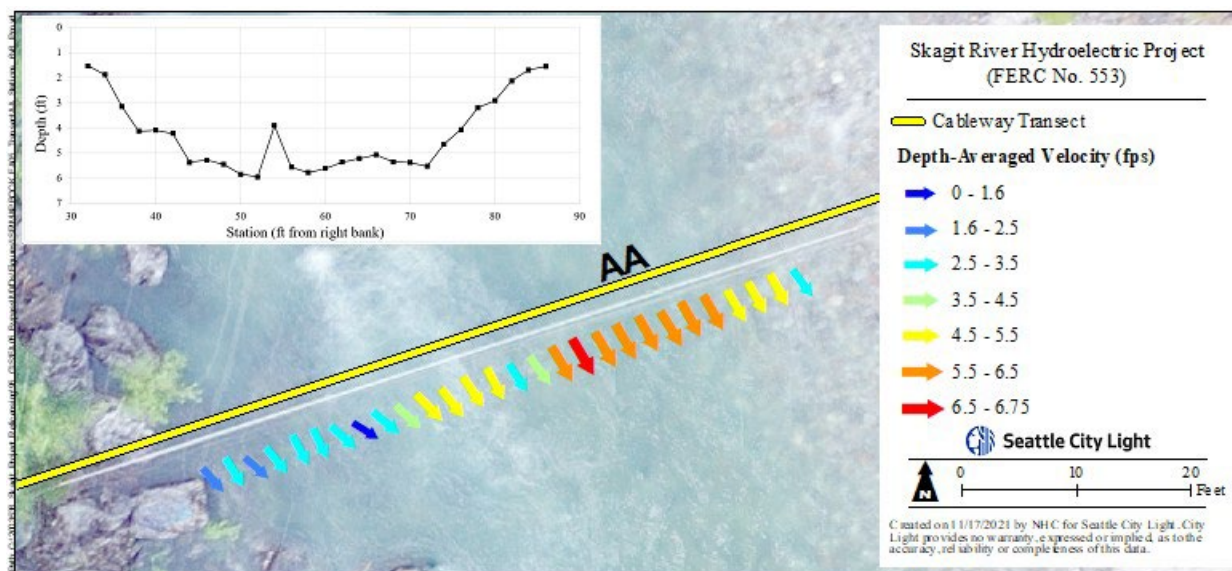 0
1
2
3
4
5
6
7
Depth (ft)
30 40 50 60 70 80 90
Station (ft from right bank)
AA
Skagit River Hydroelectric Project
(FERC No. 553)
Cableway Transect
Depth-Averaged Velocity (fps)
0 - 1.6
1.6 - 2.5
2.5 - 3.5
3.5 - 4.5
4.5 - 5.5
5.5 - 6.5
6.5 - 6.75
Seattle City Light
N
0 10 20
Feet
Created on 11/17/2021 by NHC for Seattle City Light. City
Light provides no warranty, expressed or implied, as to the
accuracy, reliability or completeness of this data.